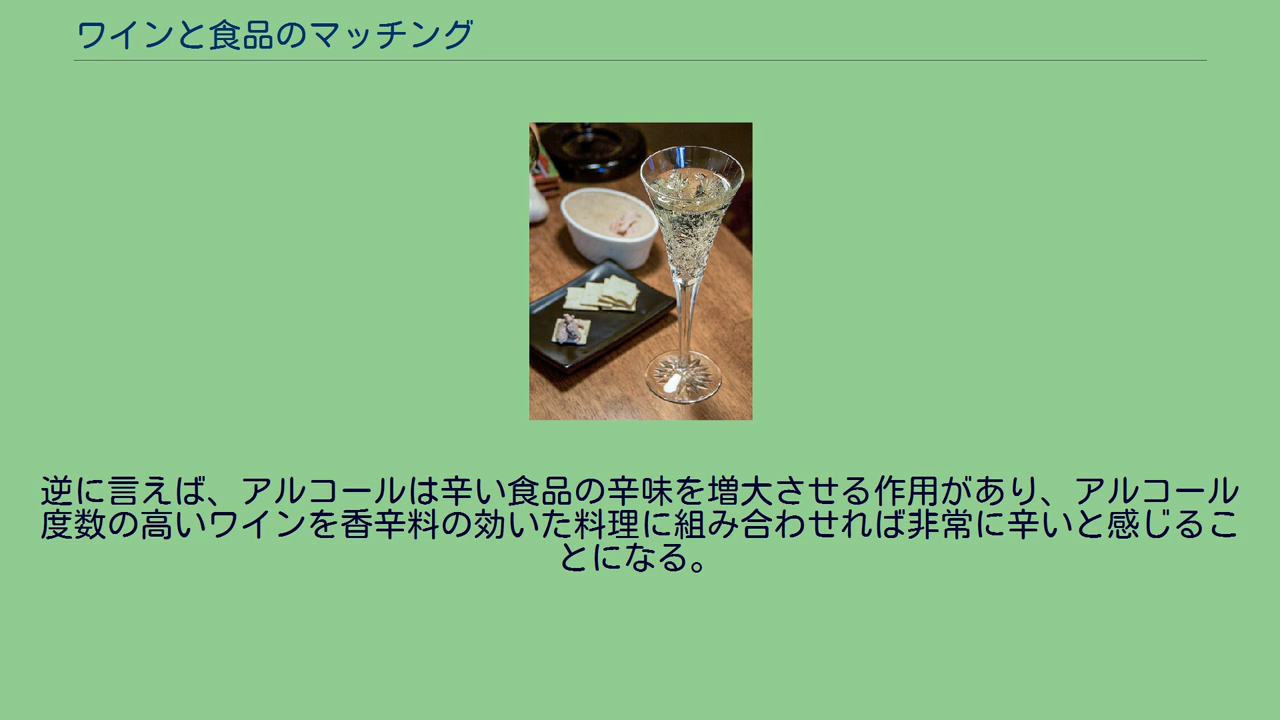 ワインと食品のマッチング
逆に言えば、アルコールは辛い食品の辛味を増大させる作用があり、アルコール
度数の高いワインを香辛料の効いた料理に組み合わせれば非常に辛いと感じるこ
とになる。